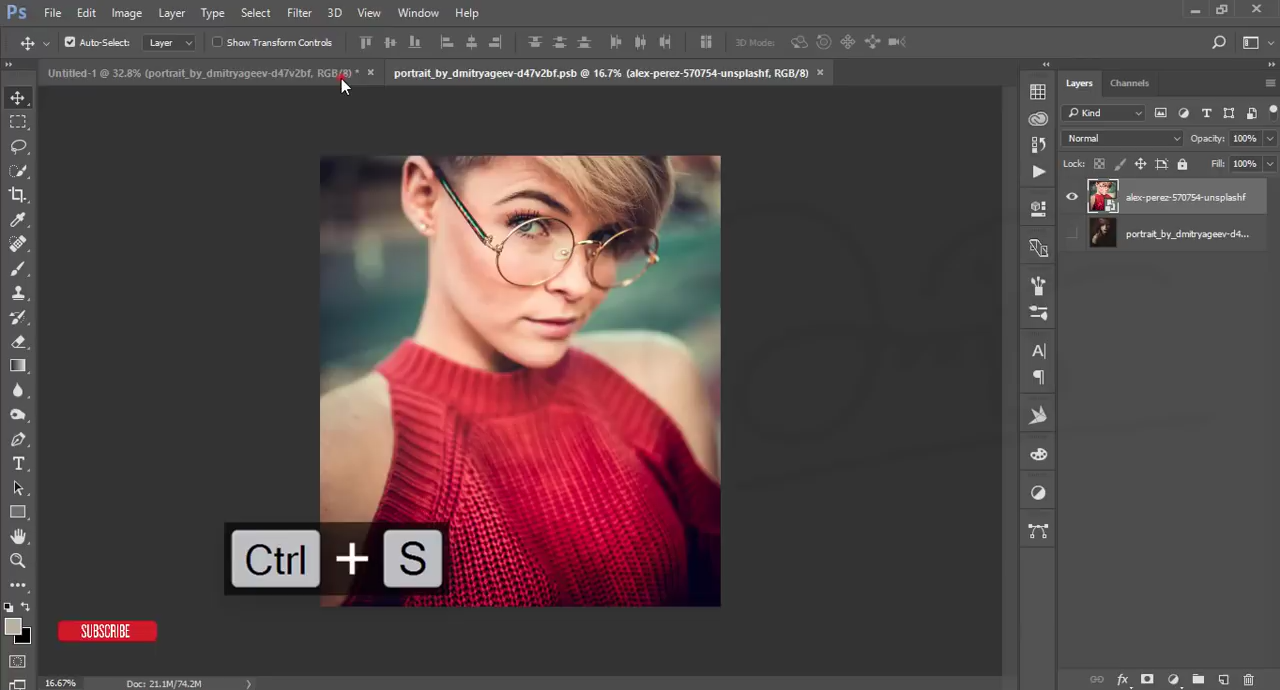 Ps File Edit Image Layer Type Select Filter 3D View Window Help
Auto-Select: Layer Show Transform Controls 3D Mode:
Untitled-1 @ 32.8% (portrait_by_dmitryageev-d47v2bf, RGB/8) * × portrait_by_dmitryageev-d47v2bf.psb @ 16.7% (alex-perez-570754-unsplashf, RGB/8) ×
Layers Channels
Kind
Normal Opacity: 100%
Lock: Fill: 100%
alex-perez-570754-unsplashf
portrait_by_dmitryageev-d4...
Ctrl + S
SUBSCRIBE
16.67% Doc: 21.1M/74.2M